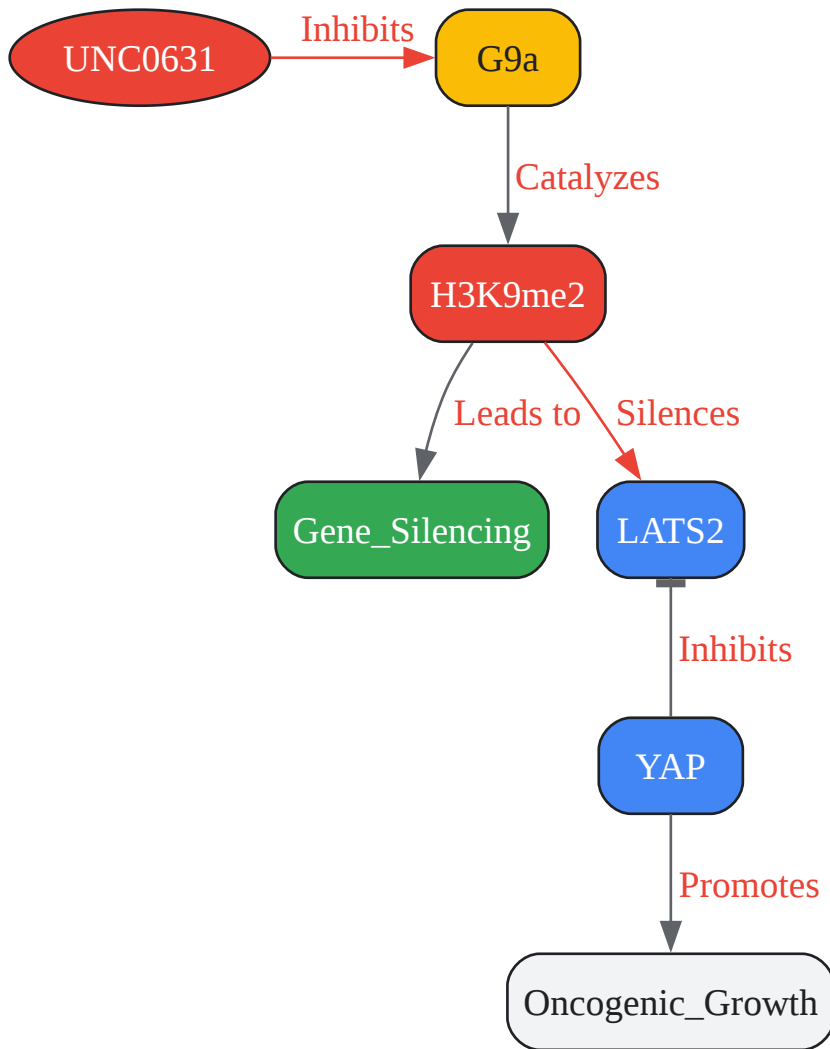 Inhibits
UNC0631
G9a
Catalyzes
H3K9me2
Leads to
Silences
Gene_Silencing
LATS2
Inhibits
YAP
Promotes
Oncogenic_Growth